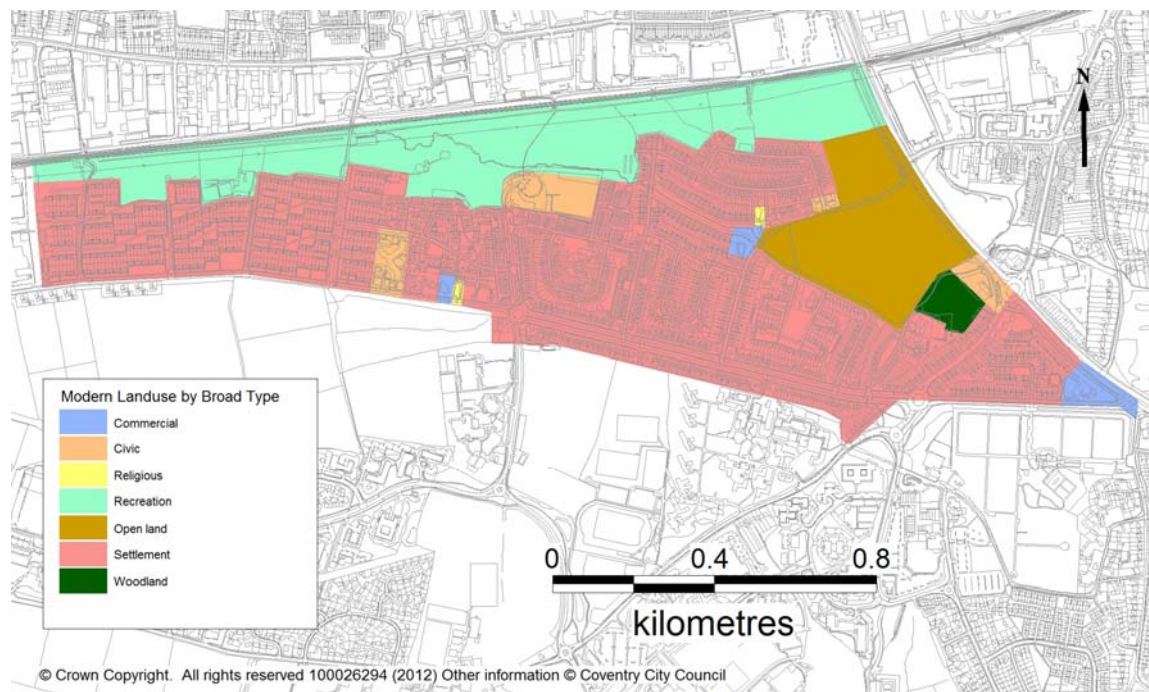 N
Modern Landuse by Broad Type
Commercial
Civic
Religious
Recreation
Open land
Settlement
Woodland
0 0.4 0.8
kilometres
© Crown Copyright. All rights reserved 100026294 (2012) Other information © Coventry City Council